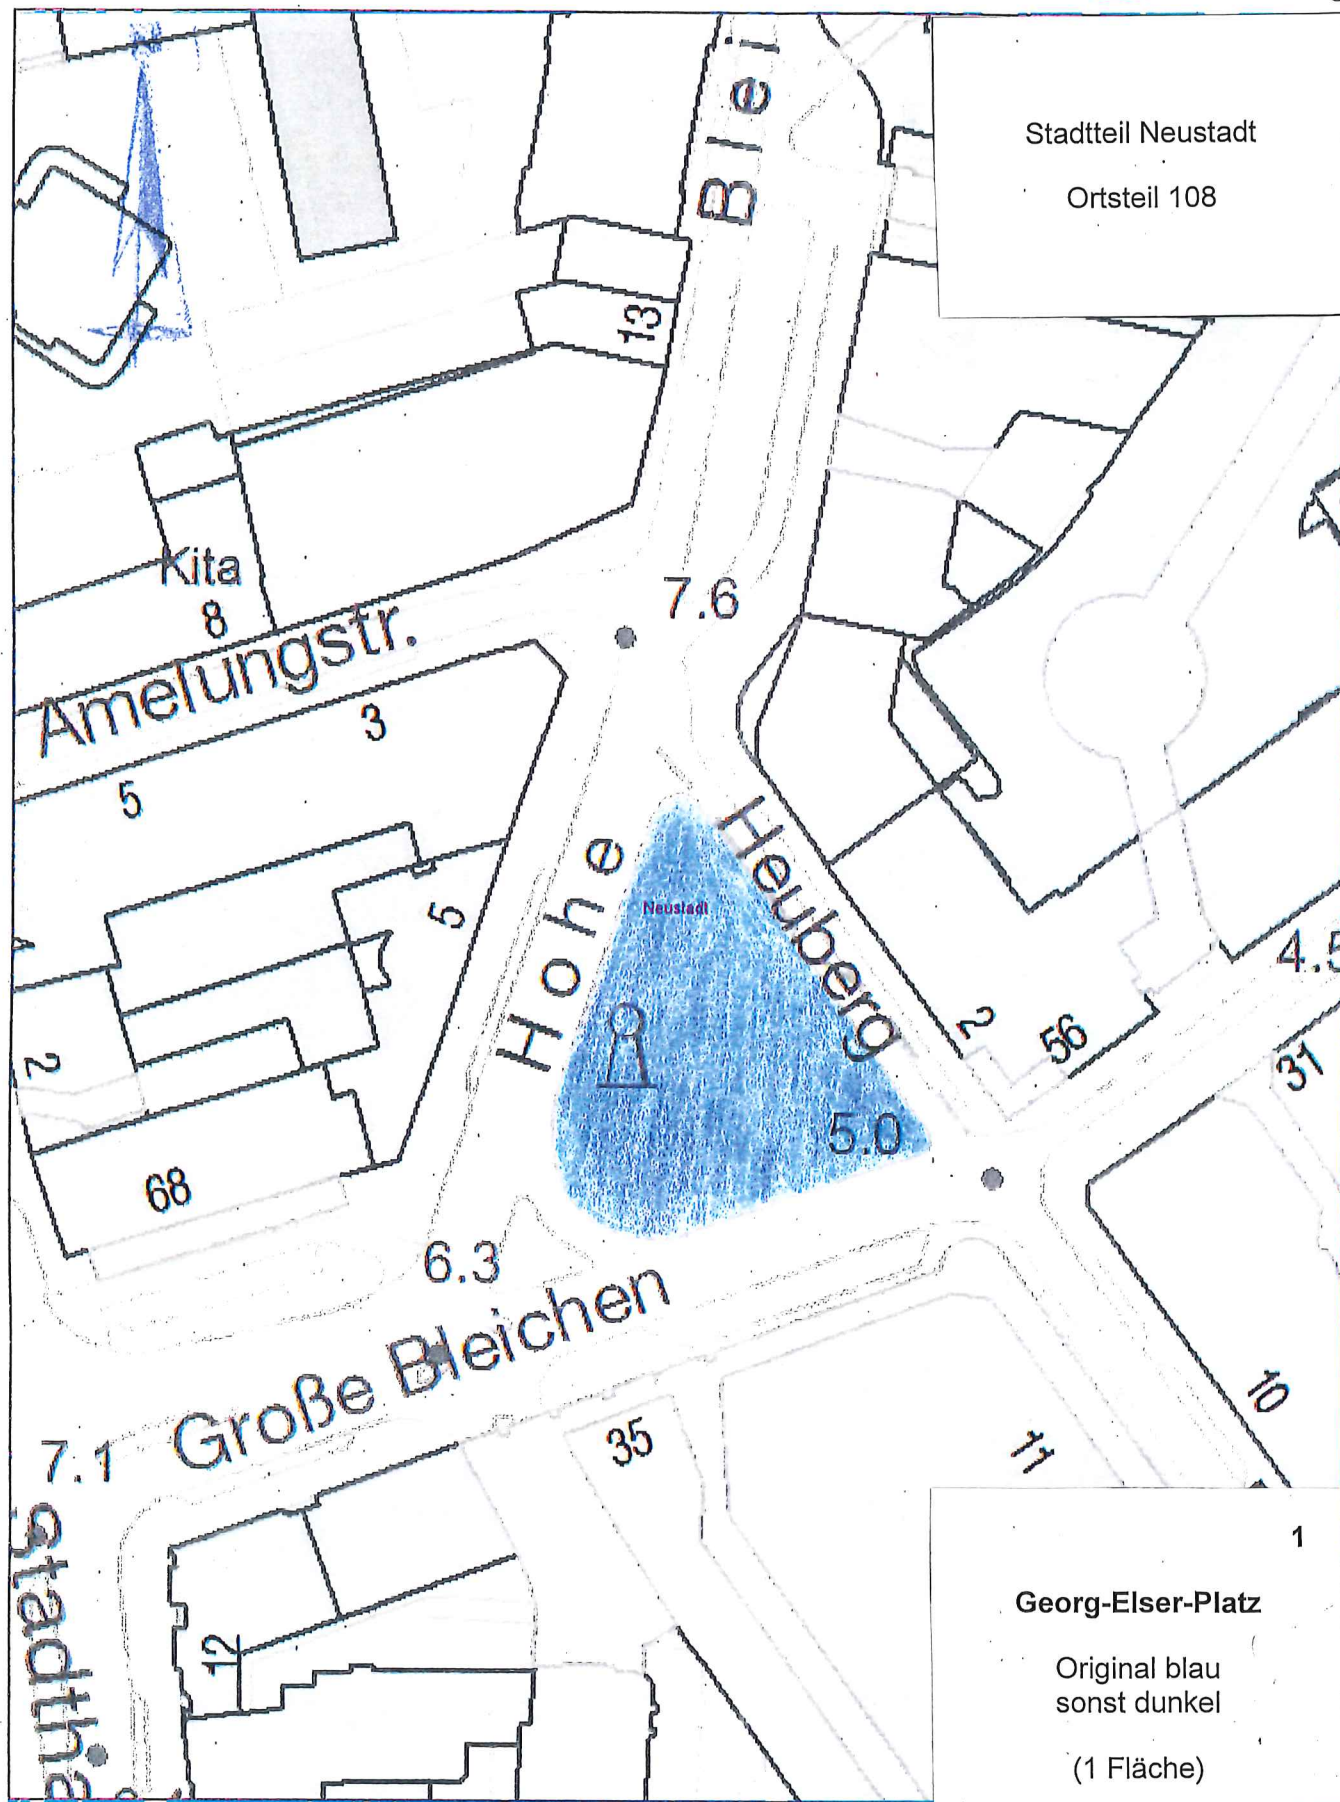 Stadtteil Neustadt
Ortsteil 108
Blei
13
Kita
8
7.6
Amelungstr.
3
5
Hohe
Heuberg
Neustadt
5
2
2
56
4.5
31
5.0
68
6.3
Große Bleichen
7.1
35
11
10
12
Stadtha
1
Georg-Elser-Platz
Original blau
sonst dunkel
(1 Fläche)